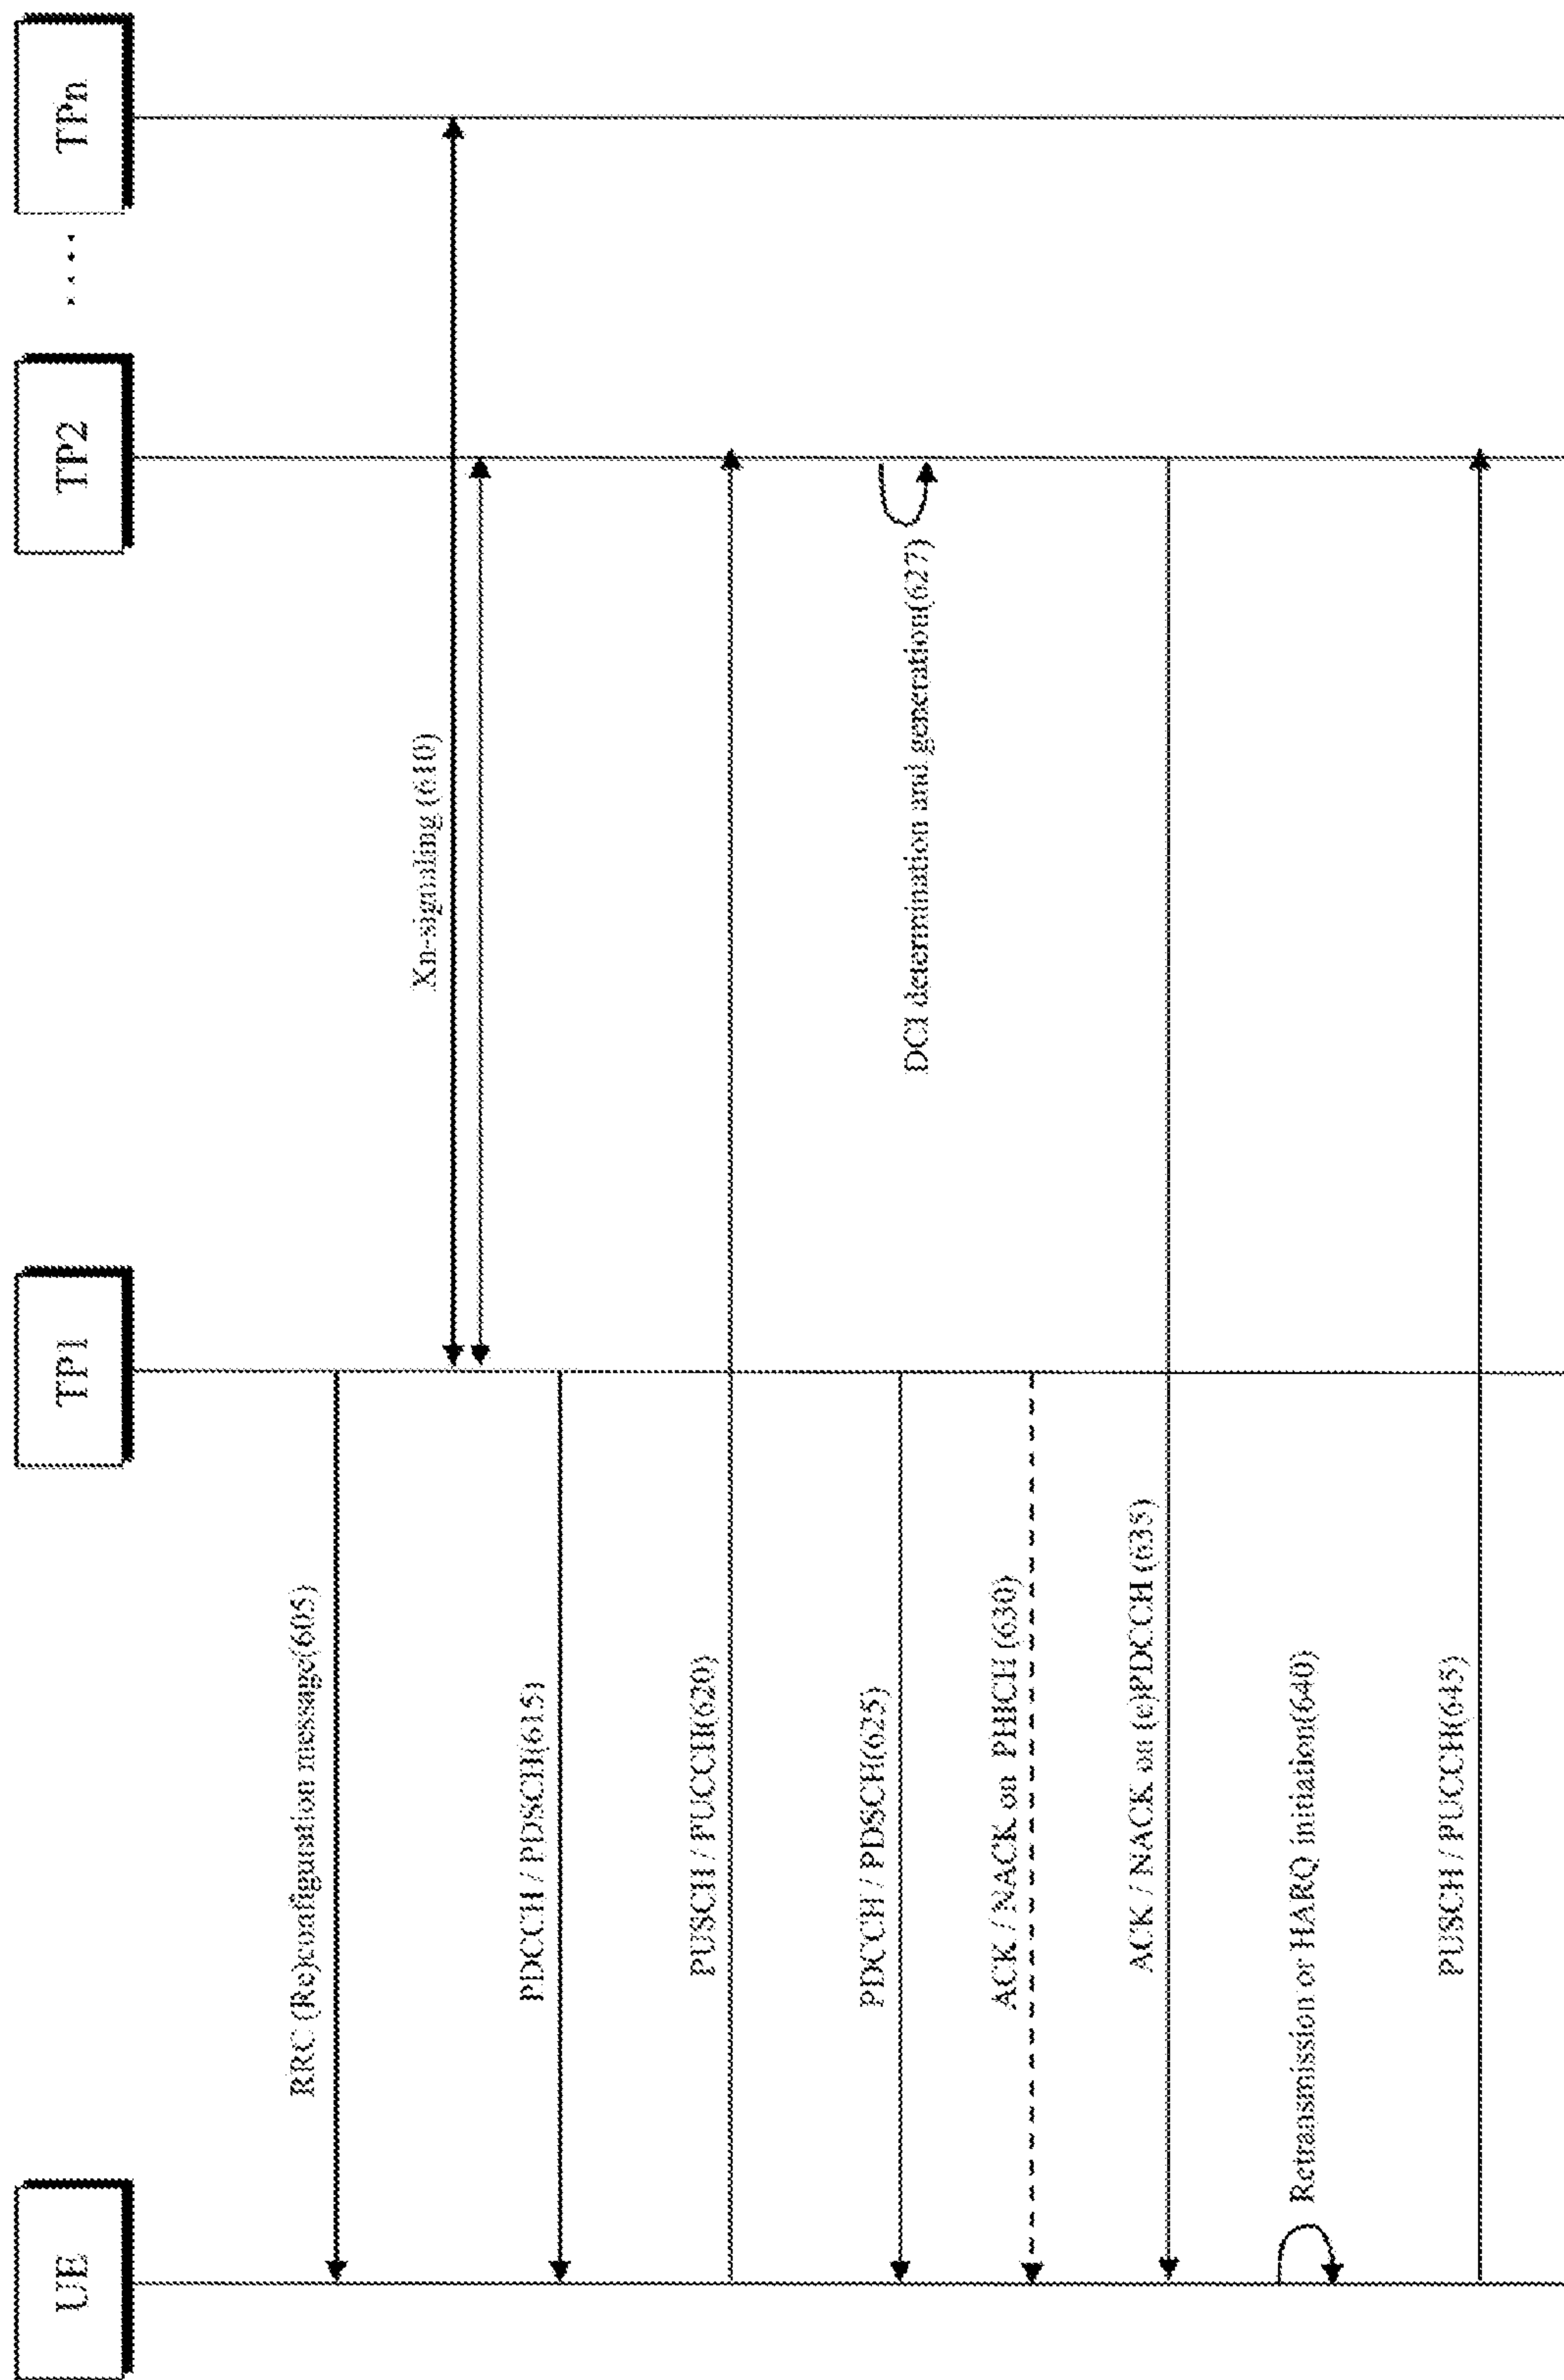 UE
TP1
TP2
....
TPn
RRC (Re)configuration message(605)
Xn-signaling (610)
PDCCH / PDSCH(615)
PUSCH / PUCCH(620)
PDCCH / PDSCH(625)
DCI determination and generation(627)
ACK / NACK on PHICH (630)
ACK / NACK on (e)PDCCH (635)
Retransmission or HARQ initiation(640)
PUSCH / PUCCH(645)